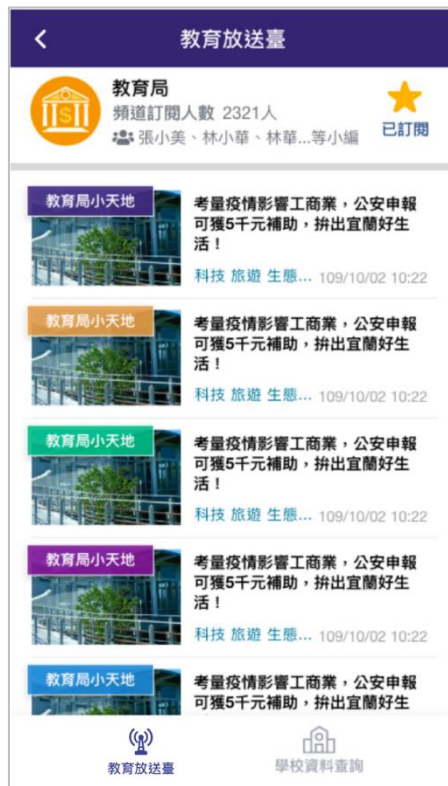 教育放送臺
教育局
頻道訂閱人數 2321人
張小美、林小華、林華...等小編
已訂閱
教育局小天地
考量疫情影響工商業，公安申報
可獲5千元補助，拚出宜蘭好生
活！
科技 旅遊 生態... 109/10/02 10:22
教育局小天地
考量疫情影響工商業，公安申報
可獲5千元補助，拚出宜蘭好生
活！
科技 旅遊 生態... 109/10/02 10:22
教育局小天地
考量疫情影響工商業，公安申報
可獲5千元補助，拚出宜蘭好生
活！
科技 旅遊 生態... 109/10/02 10:22
教育局小天地
考量疫情影響工商業，公安申報
可獲5千元補助，拚出宜蘭好生
活！
科技 旅遊 生態... 109/10/02 10:22
教育局小天地
考量疫情影響工商業，公安申報
可獲5千元補助，拚出宜蘭好生
教育放送臺
學校資料查詢